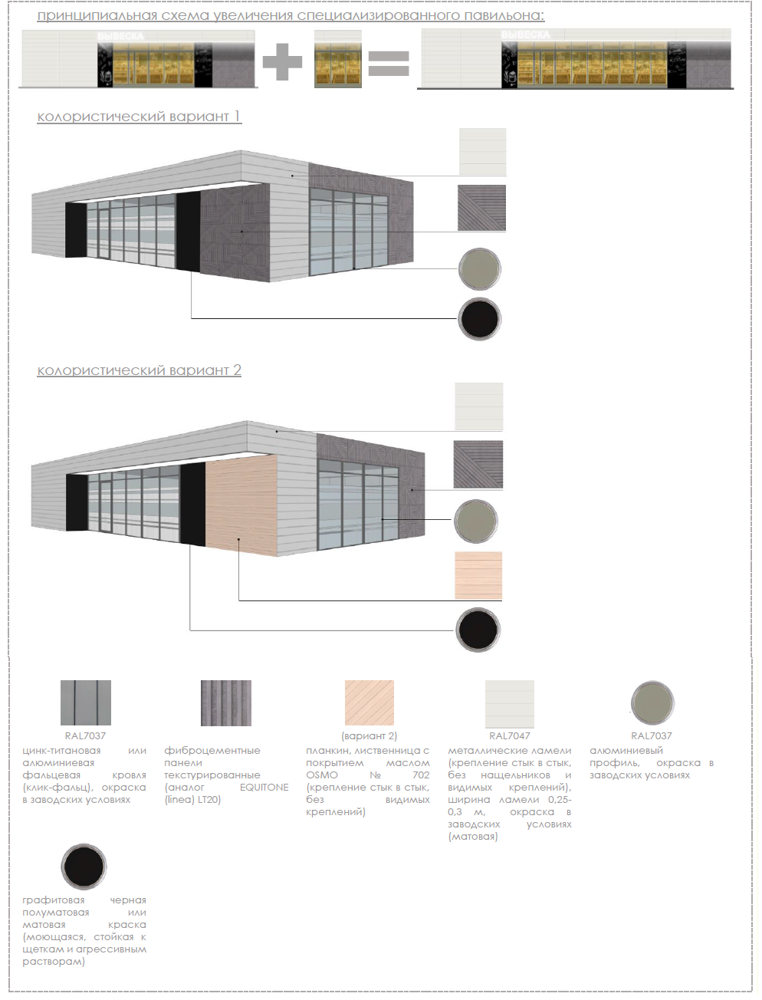 принципиальная схема увеличения специализированного павильона:
ВЫВЕСКА
ВЫВЕСКА
колористический вариант 1
колористический вариант 2
RAL7037
цинк-титановая или
алюминиевая
фальцевая кровля
(клик-фальц), окраска
в заводских условиях
фиброцементные
панели
текстурированные
(аналог EQUITONE
(linea) LT20)
(вариант 2)
планкин, лиственница с
покрытием маслом
OSMO № 702
(крепление стык в стык,
без видимых
креплений)
RAL7047
металлические ламели
(крепление стык в стык,
без нащельников и
видимых креплений),
ширина ламели 0,25-
0,3 м, окраска в
заводских условиях
(матовая)
RAL7037
алюминиевый
профиль, окраска в
заводских условиях
графитовая черная
полуматовая или
матовая краска
(моющаяся, стойкая к
щеткам и агрессивным
растворам)